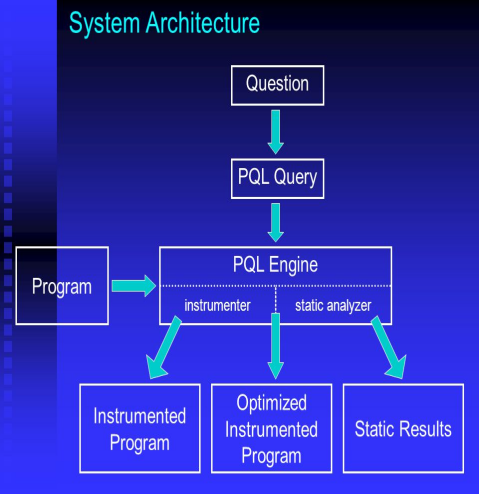 System Architecture
Question
PQL Query
PQL Engine
Program
instrumenter
static analyzer
Instrumented
Program
Optimized
Instrumented
Program
Static Results